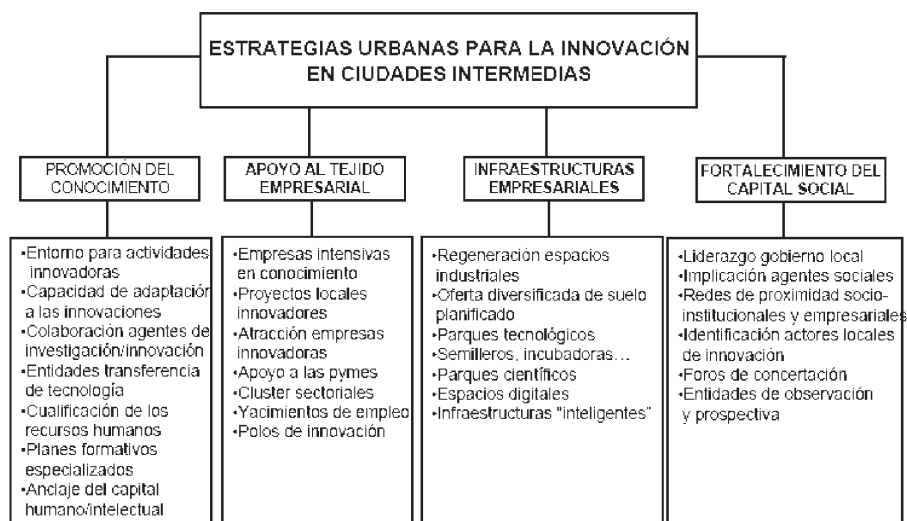 ESTRATEGIAS URBANAS PARA LA INNOVACIÓN
EN CIUDADES INTERMEDIAS
PROMOCIÓN DEL
CONOCIMIENTO
•Entorno para actividades
innovadoras
•Capacidad de adaptación
a las innovaciones
•Colaboración agentes de
investigación/innovación
•Entidades transferencia
de tecnología
•Cualificación de los
recursos humanos
•Planes formativos
especializados
•Anclaje del capital
humano/intelectual
APOYO AL TEJIDO
EMPRESARIAL
•Empresas intensivas
en conocimiento
•Proyectos locales
innovadores
•Atracción empresas
innovadoras
•Apoyo a las pymes
•Cluster sectoriales
•Yacimientos de empleo
•Polos de innovación
INFRAESTRUCTURAS
EMPRESARIALES
•Regeneración espacios
industriales
•Oferta diversificada de suelo
planificado
•Parques tecnológicos
•Semilleros, incubadoras...
•Parques científicos
•Espacios digitales
•Infraestructuras "inteligentes"
FORTALECIMIENTO DEL
CAPITAL SOCIAL
•Liderazgo gobierno local
•Implicación agentes sociales
•Redes de proximidad socio-
institucionales y empresariales
•Identificación actores locales
de innovación
•Foros de concertación
•Entidades de observación
y prospectiva